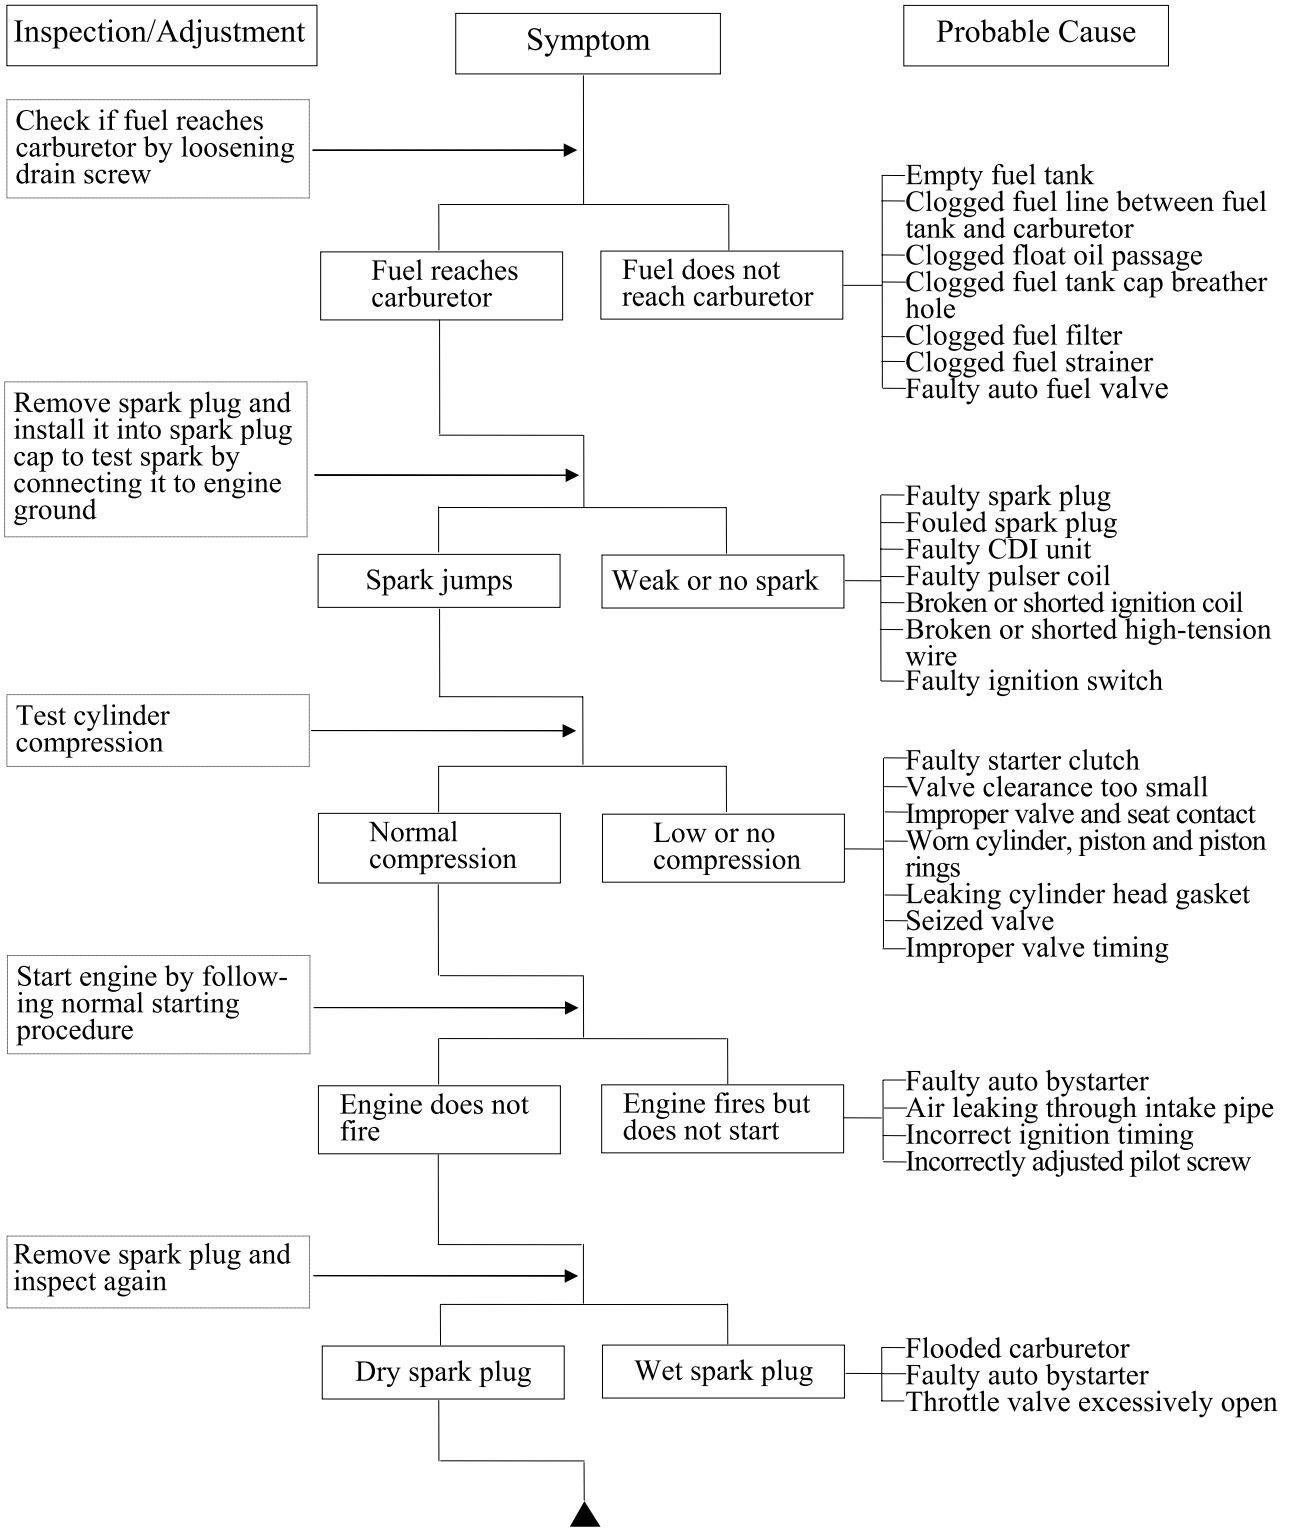 Inspection/Adjustment
Symptom
Probable Cause
Check if fuel reaches
carburetor by loosening
drain screw
Fuel reaches
carburetor
Fuel does not
reach carburetor
Empty fuel tank
Clogged fuel line between fuel
tank and carburetor
Clogged float oil passage
Clogged fuel tank cap breather
hole
Clogged fuel filter
Clogged fuel strainer
Faulty auto fuel valve
Remove spark plug and
install it into spark plug
cap to test spark by
connecting it to engine
ground
Spark jumps
Weak or no spark
Faulty spark plug
Fouled spark plug
Faulty CDI unit
Faulty pulser coil
Broken or shorted ignition coil
Broken or shorted high-tension
wire
Faulty ignition switch
Test cylinder
compression
Normal
compression
Low or no
compression
Faulty starter clutch
Valve clearance too small
Improper valve and seat contact
Worn cylinder, piston and piston
rings
Leaking cylinder head gasket
Seized valve
Improper valve timing
Start engine by follow-
ing normal starting
procedure
Engine does not
fire
Engine fires but
does not start
Faulty auto bystarter
Air leaking through intake pipe
Incorrect ignition timing
Incorrectly adjusted pilot screw
Remove spark plug and
inspect again
Dry spark plug
Wet spark plug
Flooded carburetor
Faulty auto bystarter
Throttle valve excessively open